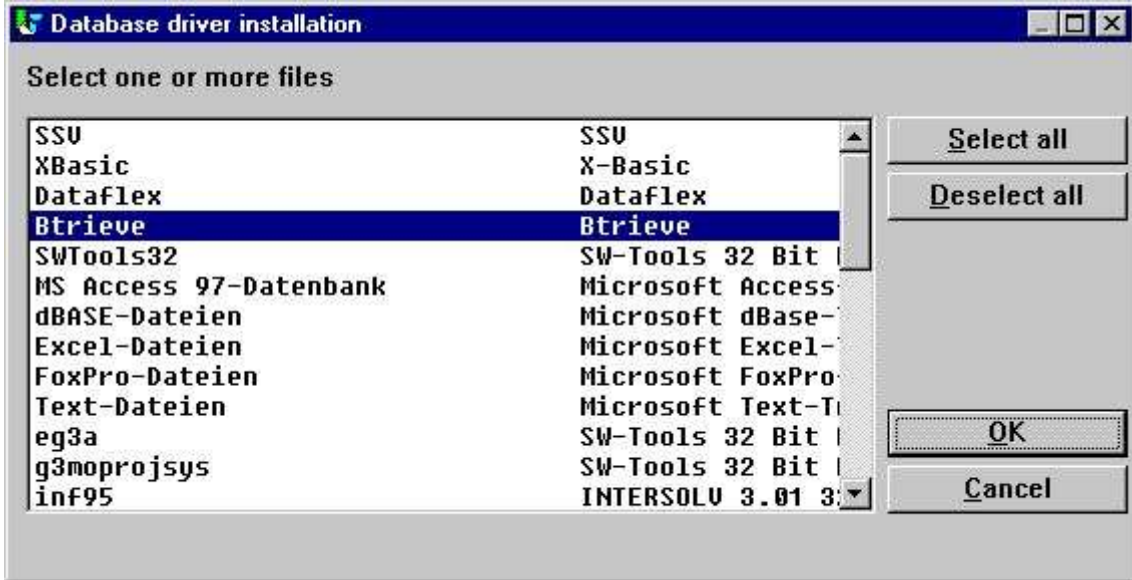 Database driver installation
Select one or more files
SSV SSV
XBasic X-Basic
Dataflex Dataflex
Btrieve Btrieve
SWTools32 SW-Tools 32 Bit
MS Access 97-Datenbank Microsoft Access-
dBASE-Dateien Microsoft dBase-
Excel-Dateien Microsoft Excel-
FoxPro-Dateien Microsoft FoxPro-
Text-Dateien Microsoft Text-
eg3a SW-Tools 32 Bit
g3moprojsys SW-Tools 32 Bit
inf95 INTERSOLV 3.01
Select all
Deselect all
OK
Cancel